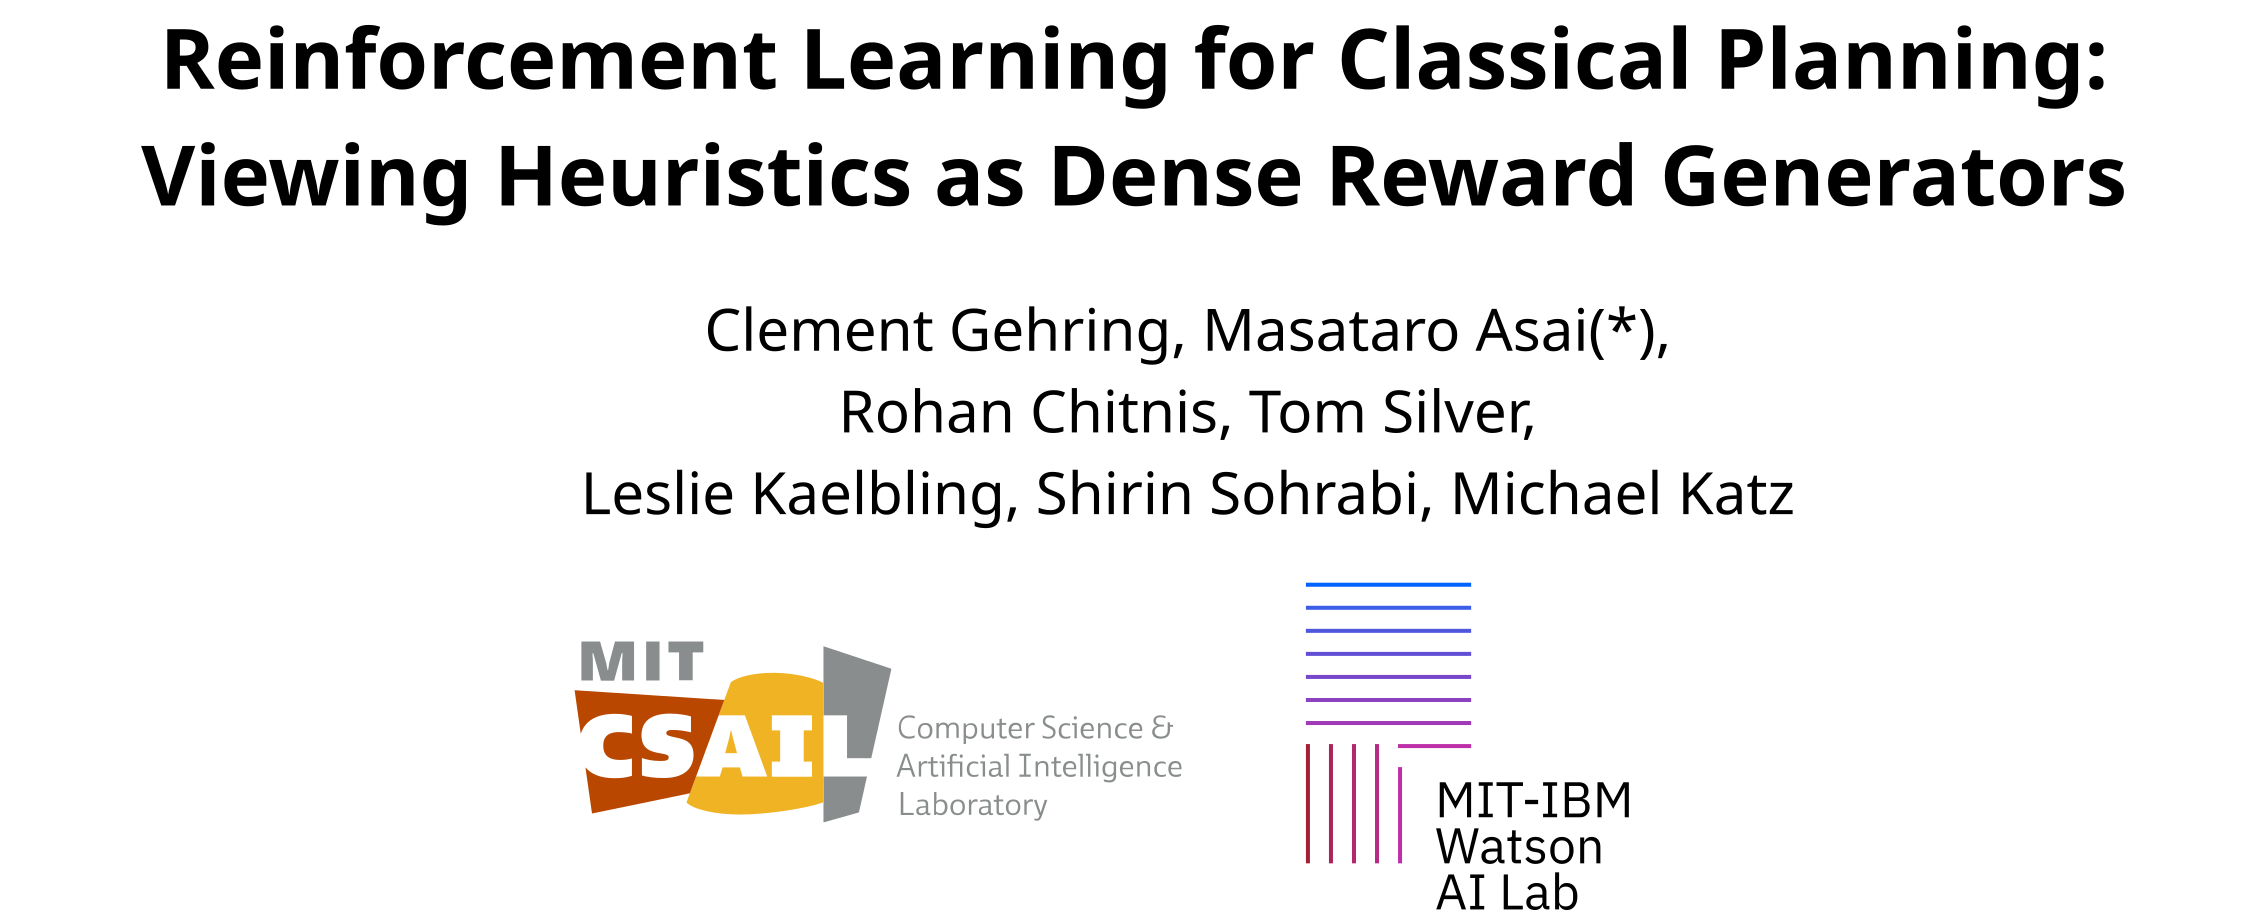 Reinforcement Learning for Classical Planning:
Viewing Heuristics as Dense Reward Generators
Clement Gehring, Masataro Asai(*),
Rohan Chitnis, Tom Silver,
Leslie Kaelbling, Shirin Sohrabi, Michael Katz
MIT
CSAIL
Computer Science &
Artificial Intelligence
Laboratory
MIT-IBM
Watson
AI Lab